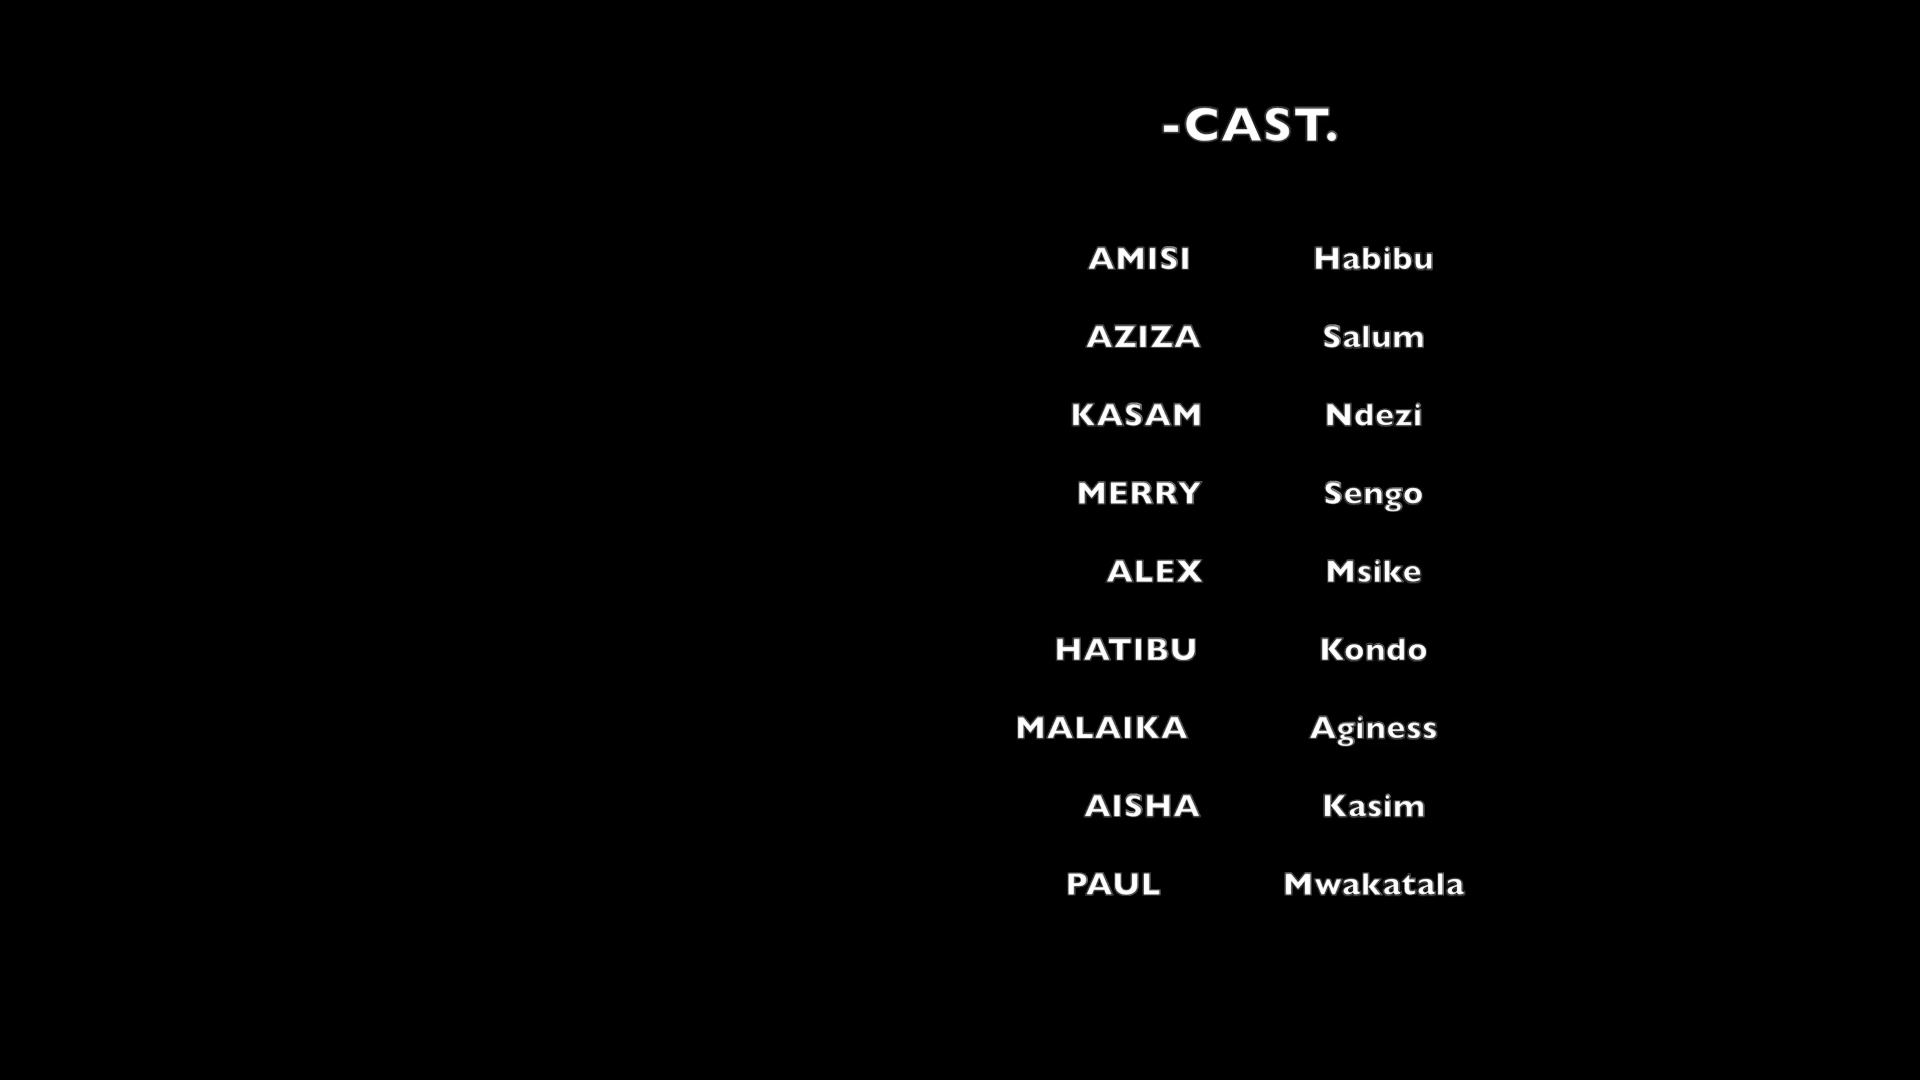 -CAST.
AMISI Habibu
AZIZA Salum
KASAM Ndezi
MERRY Sengo
ALEX Msike
HATIBU Kondo
MALAIKA Aginess
AISHA Kasim
PAUL Mwakatala